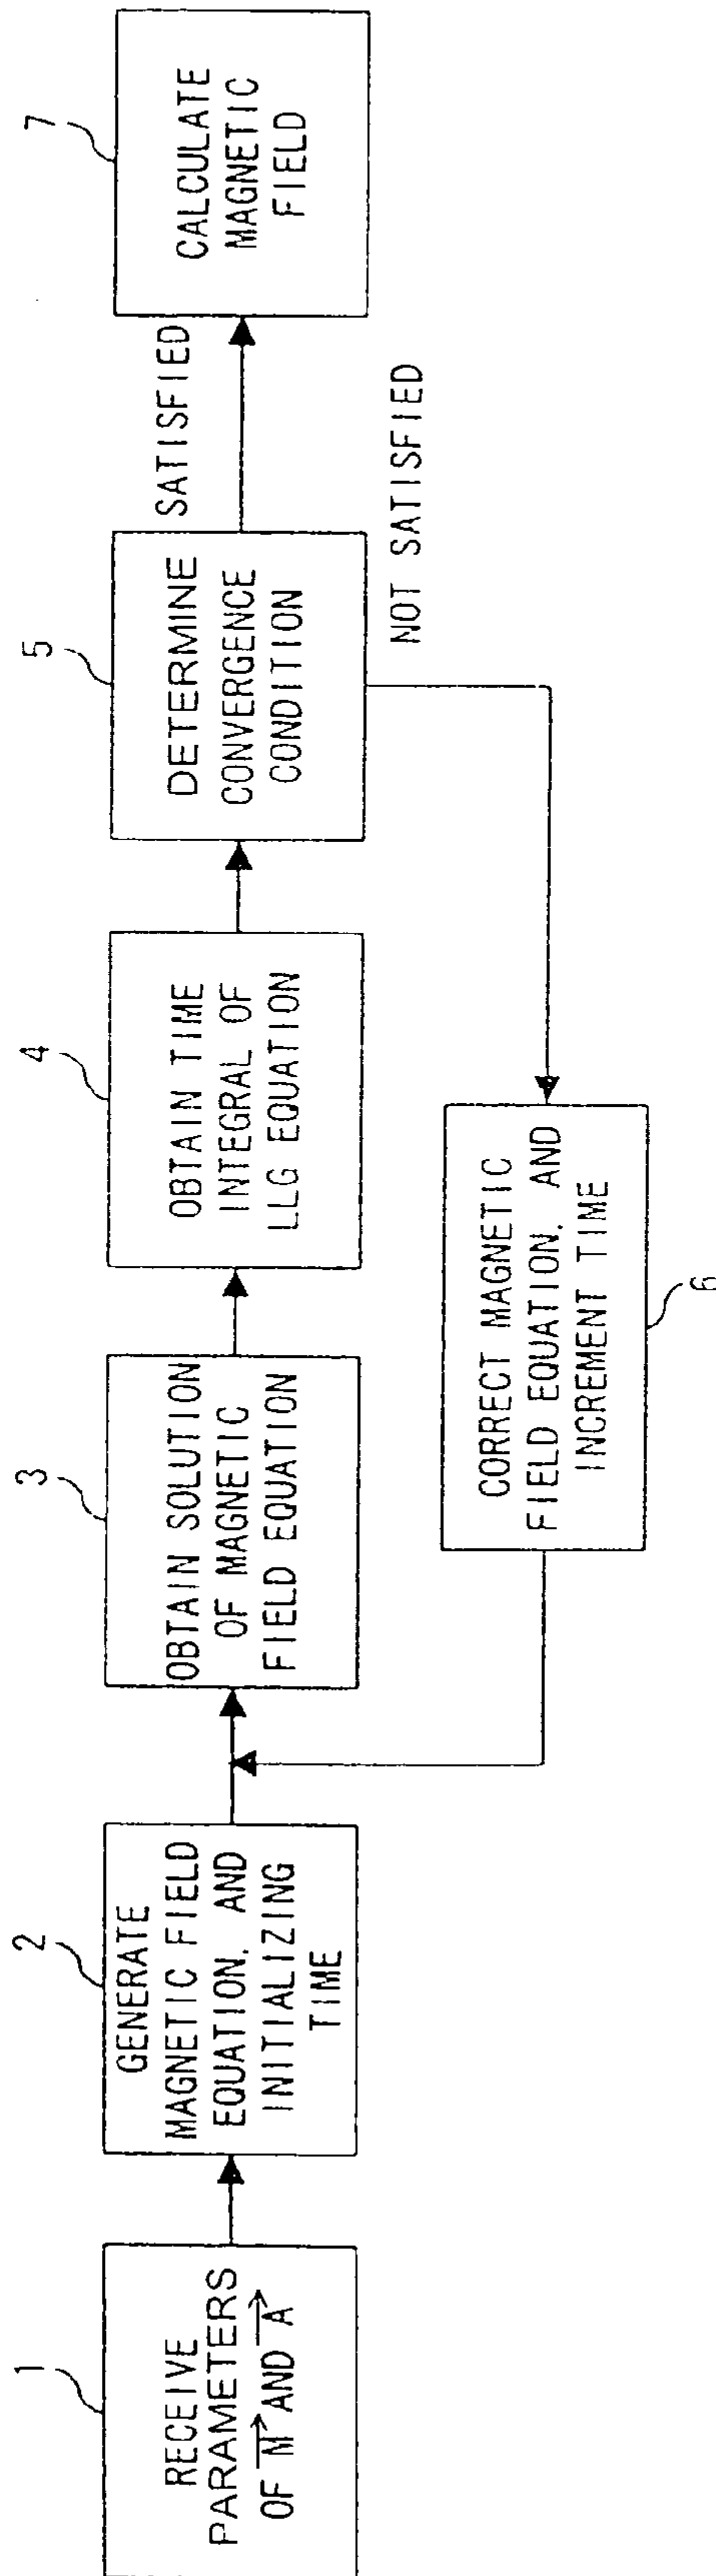 1
RECEIVE
PARAMETERS
OF M AND A
2
GENERATE
MAGNETIC FIELD
EQUATION, AND
INITIALIZING
TIME
3
OBTAIN SOLUTION
OF MAGNETIC
FIELD EQUATION
4
OBTAIN TIME
INTEGRAL OF
LLG EQUATION
5
DETERMINE
CONVERGENCE
CONDITION
SATISFIED
NOT SATISFIED
7
CALCULATE
MAGNETIC
FIELD
CORRECT MAGNETIC
FIELD EQUATION, AND
INCREMENT TIME
6